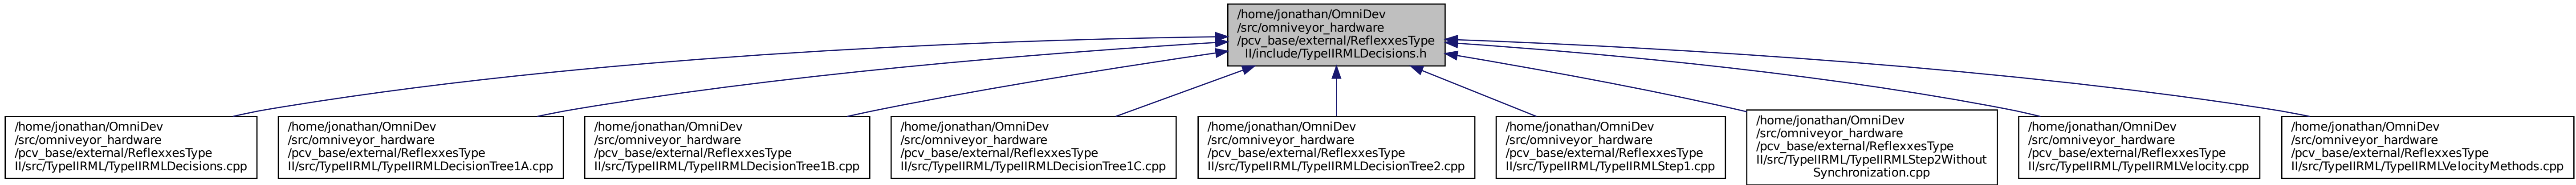 /home/jonathan/OmniDev
/src/omniveyor_hardware
/pcv_base/external/ReflexxesType
II/include/TypeIIRMLDecisions.h
/home/jonathan/OmniDev
/src/omniveyor_hardware
/pcv_base/external/ReflexxesType
II/src/TypeIIRML/TypeIIRMLDecisions.cpp
/home/jonathan/OmniDev
/src/omniveyor_hardware
/pcv_base/external/ReflexxesType
II/src/TypeIIRML/TypeIIRMLDecisionTree1A.cpp
/home/jonathan/OmniDev
/src/omniveyor_hardware
/pcv_base/external/ReflexxesType
II/src/TypeIIRML/TypeIIRMLDecisionTree1B.cpp
/home/jonathan/OmniDev
/src/omniveyor_hardware
/pcv_base/external/ReflexxesType
II/src/TypeIIRML/TypeIIRMLDecisionTree1C.cpp
/home/jonathan/OmniDev
/src/omniveyor_hardware
/pcv_base/external/ReflexxesType
II/src/TypeIIRML/TypeIIRMLDecisionTree2.cpp
/home/jonathan/OmniDev
/src/omniveyor_hardware
/pcv_base/external/ReflexxesType
II/src/TypeIIRML/TypeIIRMLStep1.cpp
/home/jonathan/OmniDev
/src/omniveyor_hardware
/pcv_base/external/ReflexxesType
II/src/TypeIIRML/TypeIIRMLStep2Without
Synchronization.cpp
/home/jonathan/OmniDev
/src/omniveyor_hardware
/pcv_base/external/ReflexxesType
II/src/TypeIIRML/TypeIIRMLVelocity.cpp
/home/jonathan/OmniDev
/src/omniveyor_hardware
/pcv_base/external/ReflexxesType
II/src/TypeIIRML/TypeIIRMLVelocityMethods.cpp